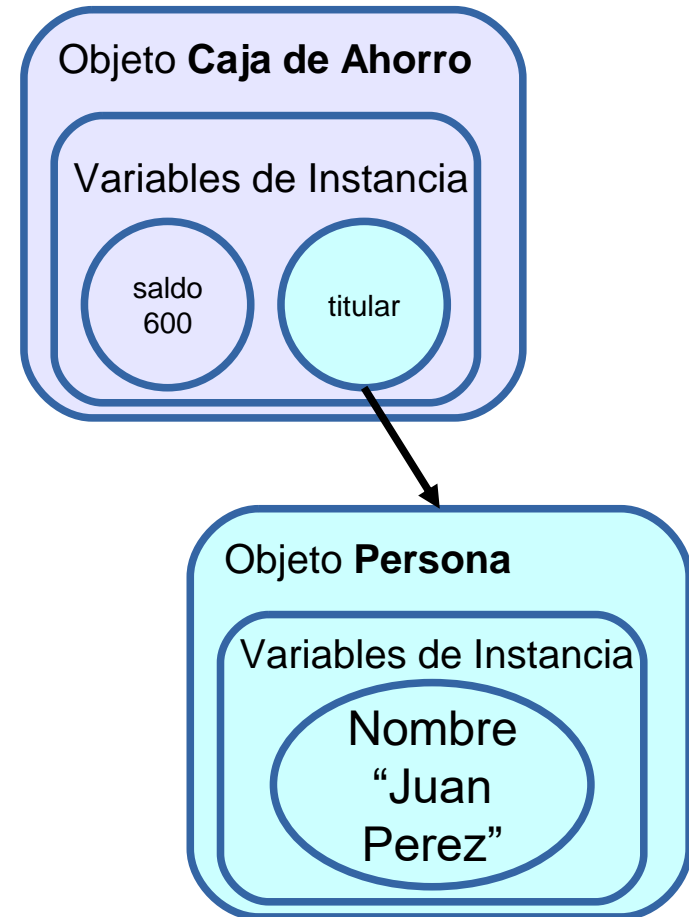 Objeto Caja de Ahorro
Variables de Instancia
saldo
600
titular
Objeto Persona
Variables de Instancia
Nombre
“Juan
Perez”